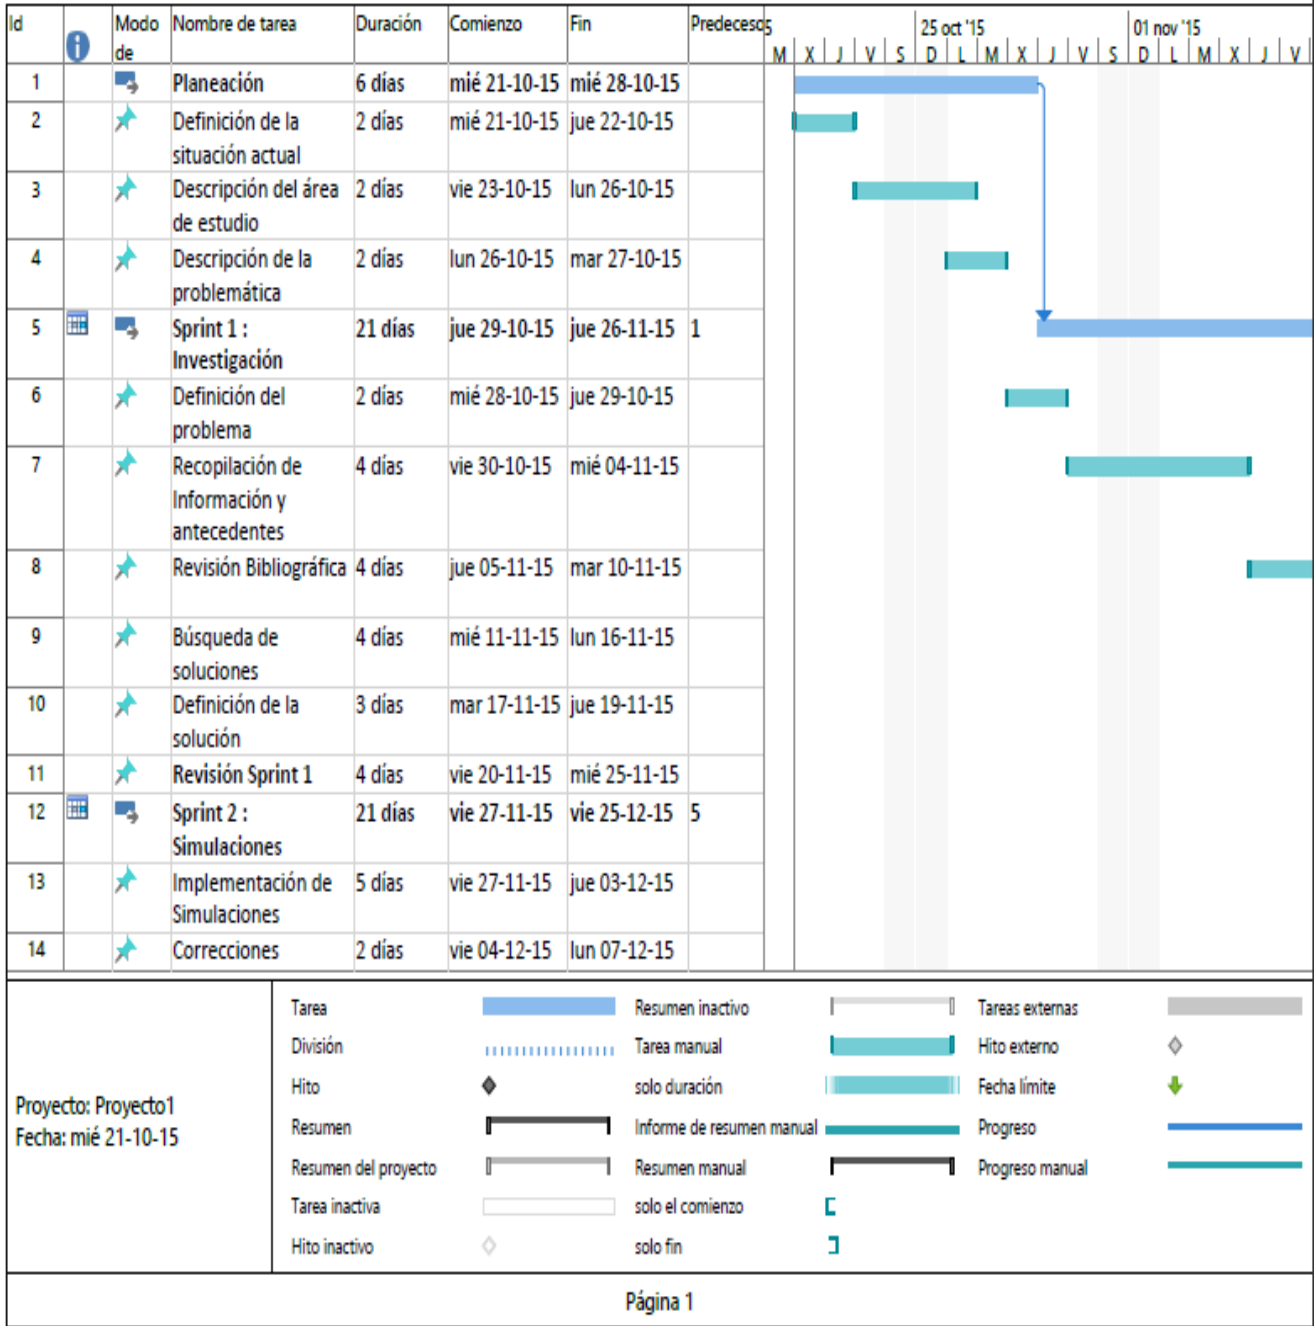 Id Modo Nombre de tarea Duración Comienzo Fin Predecesor 5 25 oct '15 01 nov '15
de M X J V S D L M X J V S D L M X J V
1 Planeación 6 días mié 21-10-15 mié 28-10-15
2 Definición de la 2 días mié 21-10-15 jue 22-10-15
situación actual
3 Descripción del área 2 días vie 23-10-15 lun 26-10-15
de estudio
4 Descripción de la 2 días lun 26-10-15 mar 27-10-15
problemática
5 Sprint 1 : 21 días jue 29-10-15 jue 26-11-15 1
Investigación
6 Definición del 2 días mié 28-10-15 jue 29-10-15
problema
7 Recopilación de 4 días vie 30-10-15 mié 04-11-15
Información y
antecedentes
8 Revisión Bibliográfica 4 días jue 05-11-15 mar 10-11-15
9 Búsqueda de 4 días mié 11-11-15 lun 16-11-15
soluciones
10 Definición de la 3 días mar 17-11-15 jue 19-11-15
solución
11 Revisión Sprint 1 4 días vie 20-11-15 mié 25-11-15
12 Sprint 2 : 21 días vie 27-11-15 vie 25-12-15 5
Simulaciones
13 Implementación de 5 días vie 27-11-15 jue 03-12-15
Simulaciones
14 Correcciones 2 días vie 04-12-15 lun 07-12-15
Proyecto: Proyecto1
Fecha: mié 21-10-15
Tarea Resumen inactivo Tareas externas
División Tarea manual Hito externo
Hito solo duración Fecha límite
Resumen Informe de resumen manual Progreso
Resumen del proyecto Resumen manual Progreso manual
Tarea inactiva solo el comienzo
Hito inactivo solo fin
Página 1